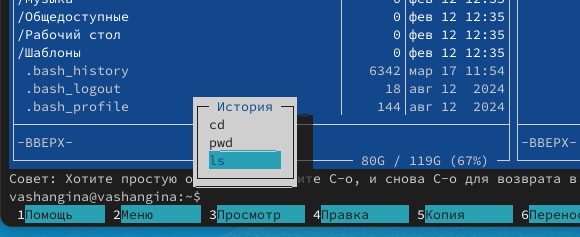 /Музыка 0 фев 12 12:35
/Общедоступные 0 фев 12 12:35
/Рабочий стол 0 фев 12 12:35
/Шаблоны 0 фев 12 12:35
.bash_history 6342 мар 17 11:54
.bash_logout 18 авг 12 2024
.bash_profile 144 авг 12 2024
История
cd
pwd
ls
-ВВЕРХ- -ВВЕРХ-
80G / 119G (67%)
Совет: Хотите простую о ите C-o, и снова C-o для возврата в
vashangina@vashangina:~$
1Помощь 2Меню 3Просмотр 4Правка 5Копия 6Перенос